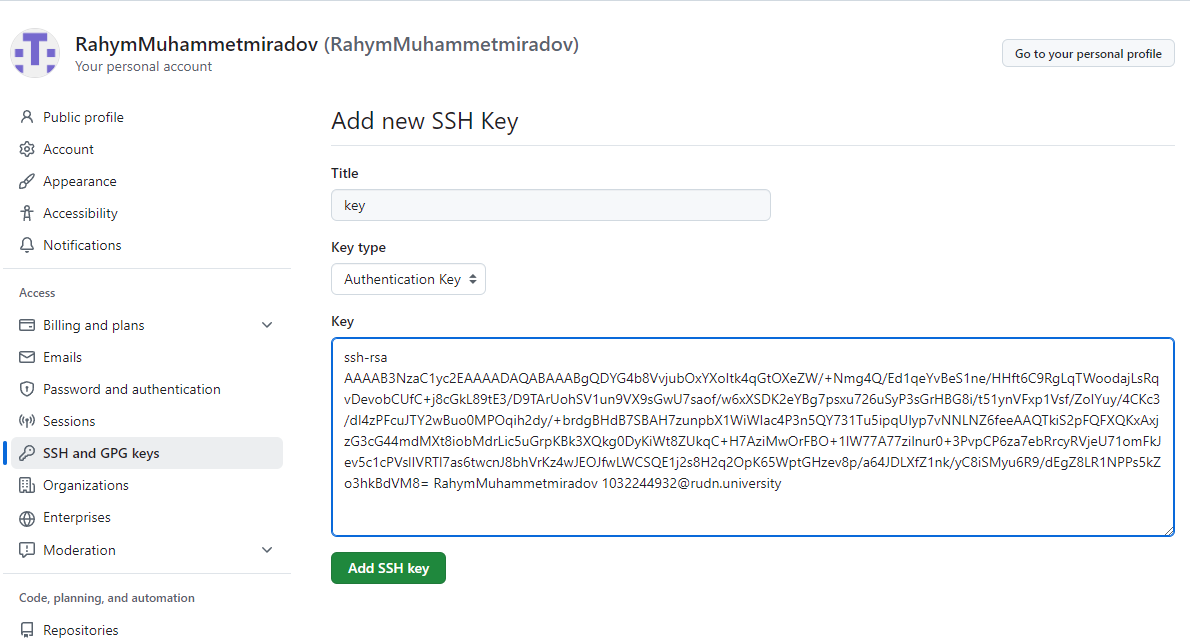 RahymMuhammetmiradov (RahymMuhammetmiradov)
Your personal account
Go to your personal profile
Public profile
Account
Appearance
Accessibility
Notifications
Access
Billing and plans
Emails
Password and authentication
Sessions
SSH and GPG keys
Organizations
Enterprises
Moderation
Code, planning, and automation
Repositories
Add new SSH Key
Title
key
Key type
Authentication Key
Key
ssh-rsa
AAAAB3NzaC1yc2EAAAADAQABAAABgQDYG4b8VvjubOxYXoItk4qGtOXeZW/+Nmg4Q/Ed1qeYvBeS1ne/HHft6C9RgLqTWoodajLsRq
vDevobCUfC+j8cGkL89tE3/D9TArUohSV1un9VX9sGwU7saof/w6xXSDK2eYBg7psxu726uSyP3sGrHBG8i/t51ynVFxp1Vsf/ZoIYuy/4CKc3
/dl4zPFcuJTY2wBuo0MPOqih2dy/+brdgBHdB7SBAH7zunpbX1WiWIac4P3n5QY731Tu5ipqUlyp7vNNLNZ6feeAAQTkiS2pFQFXQKxAxj
zG3cG44mdMXt8iobMdrLic5uGrpKBk3XQkg0DyKiWt8ZUkqC+H7AziMwOrFBO+1IW77A77ziInur0+3PvpCP6za7ebRrcyRVjeU71omFkJ
ev5c1cPVslIVRTl7as6twcnJ8bhVrKz4wJEOJfwLWCSQE1j2s8H2q2OpK65WptGHzev8p/a64JDLXfZ1nk/yC8iSMyu6R9/dEgZ8LR1NPPs5kZ
o3hkBdVM8= RahymMuhammetmiradov 1032244932@rudn.university
Add SSH key